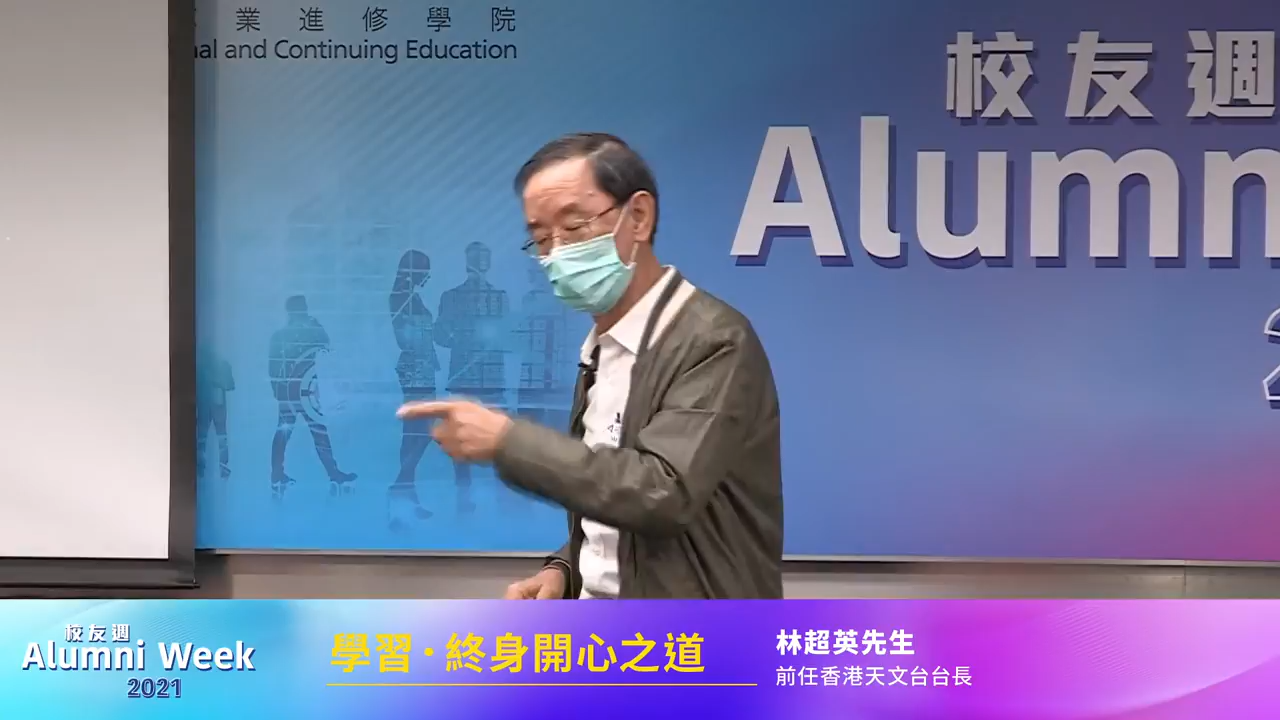 業進修學院
and Continuing Education
校友週
Alumn
校友週
Alumni Week
2021
學習·終身開心之道
林超英先生
前任香港天文台台長